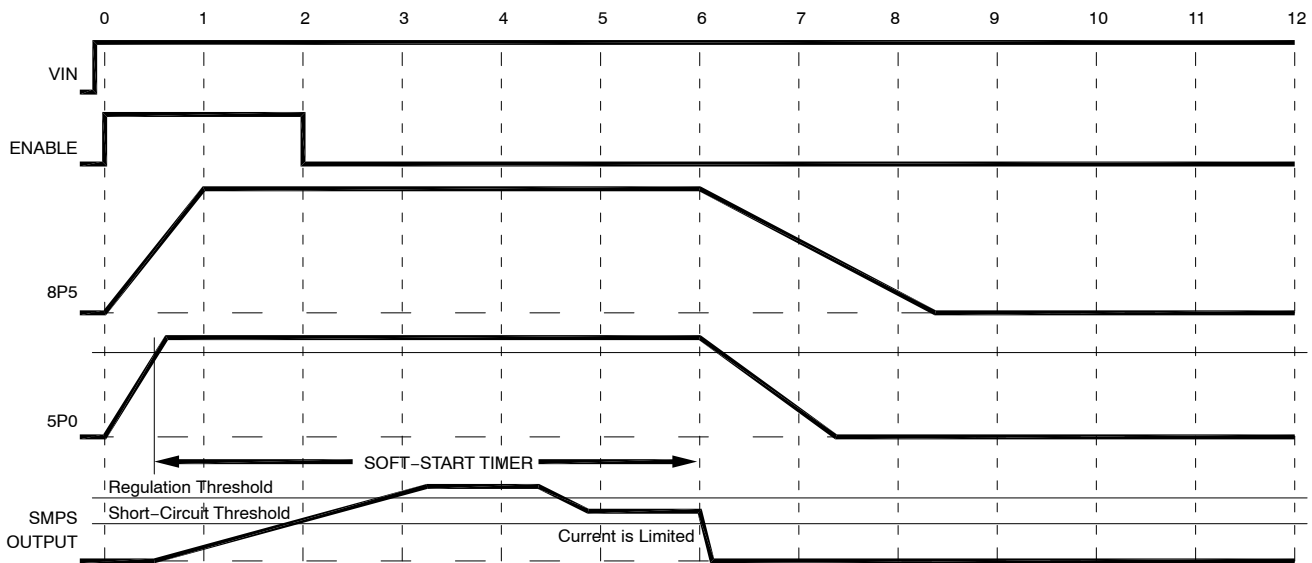 0 1 2 3 4 5 6 7 8 9 10 11 12
VIN
ENABLE
8P5
5P0
SOFT−START TIMER
Regulation Threshold
Short−Circuit Threshold
SMPS
OUTPUT
Current is Limited